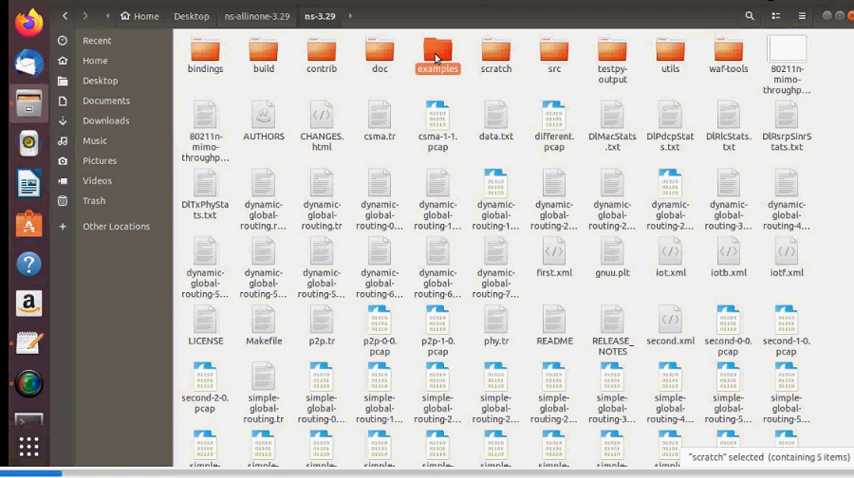 Home Desktop ns-allinone-3.29 ns-3.29
Recent
Home
Desktop
Documents
Downloads
Music
Pictures
Videos
Trash
+ Other Locations
bindings build contrib doc examples scratch src testpy-output utils waf-tools 80211n-mimo-throughp...
80211n-mimo-throughp... AUTHORS CHANGES.html csma.tr csma-1-1.pcap data.txt different.pcap DlMacStats.txt DlPdcpStats.txt DlRlcStats.txt DlRsrpSinrStats.txt
DlTxPhyStats.txt dynamic-global-routing.r... dynamic-global-routing.tr dynamic-global-routing-0... dynamic-global-routing-1... dynamic-global-routing-1... dynamic-global-routing-2... dynamic-global-routing-2... dynamic-global-routing-2... dynamic-global-routing-3... dynamic-global-routing-4...
dynamic-global-routing-5... dynamic-global-routing-5... dynamic-global-routing-6... dynamic-global-routing-6... dynamic-global-routing-6... dynamic-global-routing-7... first.xml gnuu.plt iot.xml iotb.xml iotf.xml
LICENSE Makefile p2p.tr p2p-0-0.pcap p2p-1-0.pcap phy.tr README RELEASE_NOTES second.xml second-0-0.pcap second-1-0.pcap
second-2-0.pcap simple-global-routing.tr simple-global-routing-0... simple-global-routing-1... simple-global-routing-2... simple-global-routing-2... simple-global-routing-2... simple-global-routing-3... simple-global-routing-4... simple-global-routing-5... simple-global-routing-5...
"scratch" selected (containing 5 items)